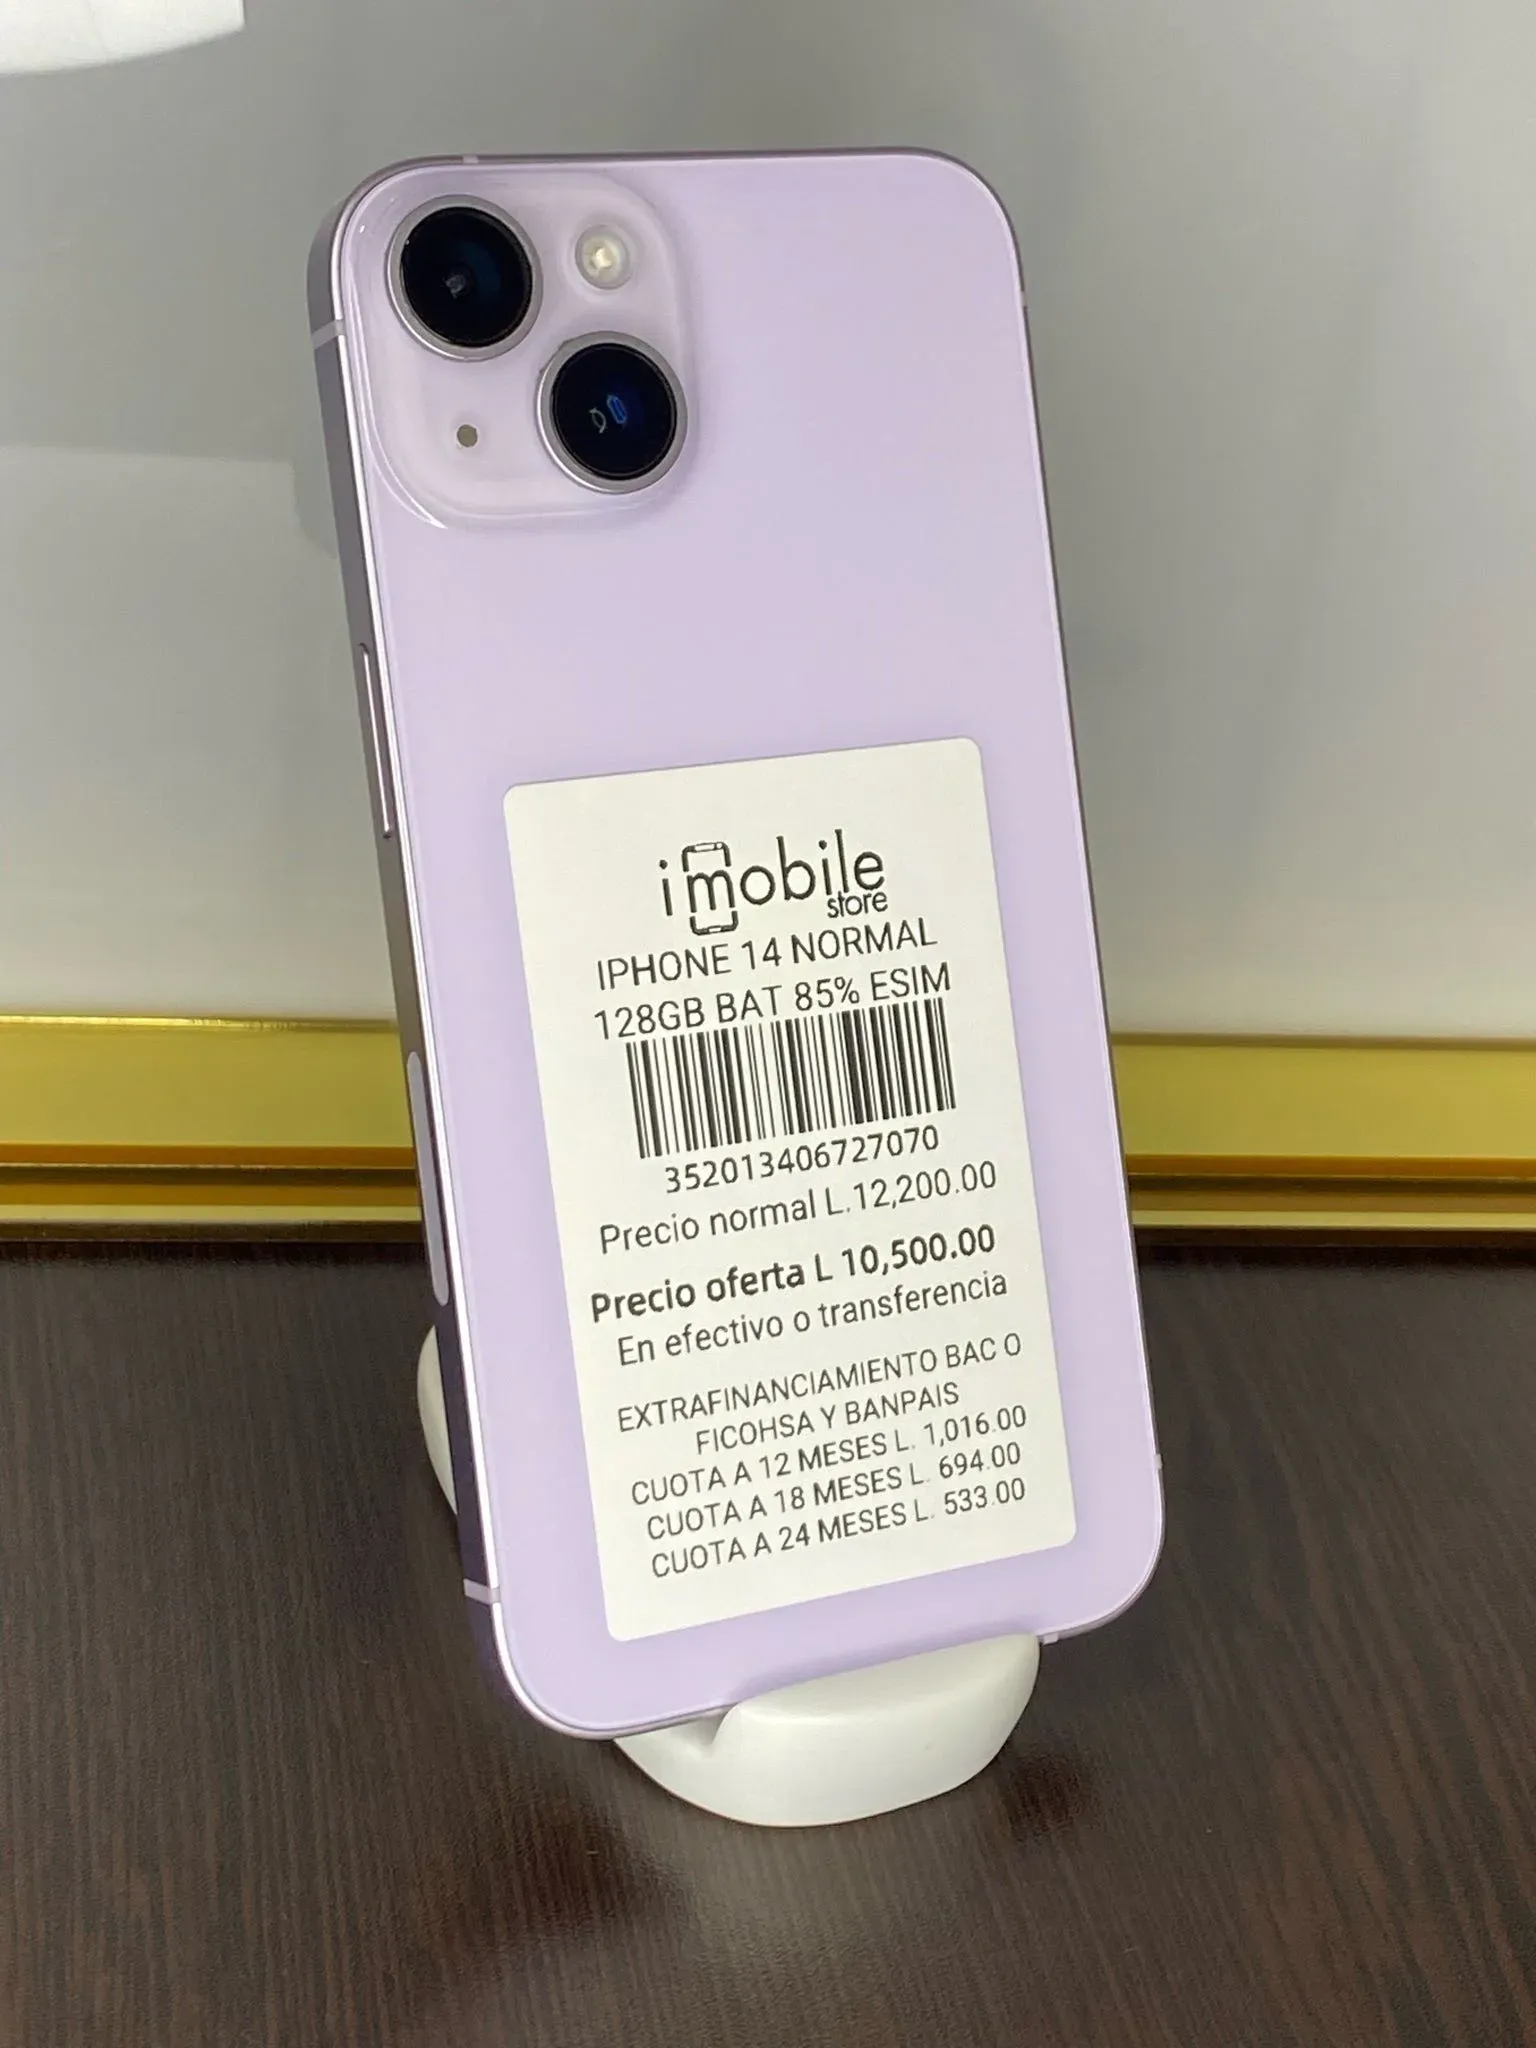 imobile
store
IPHONE 14 NORMAL
128GB BAT 85% ESIM
352013406727070
Precio normal L.12,200.00
Precio oferta L 10,500.00
En efectivo o transferencia
EXTRAFINANCIAMIENTO BAC O
FICOHSA Y BANPAIS
CUOTA A 12 MESES L. 1,016.00
CUOTA A 18 MESES L. 694.00
CUOTA A 24 MESES L. 533.00